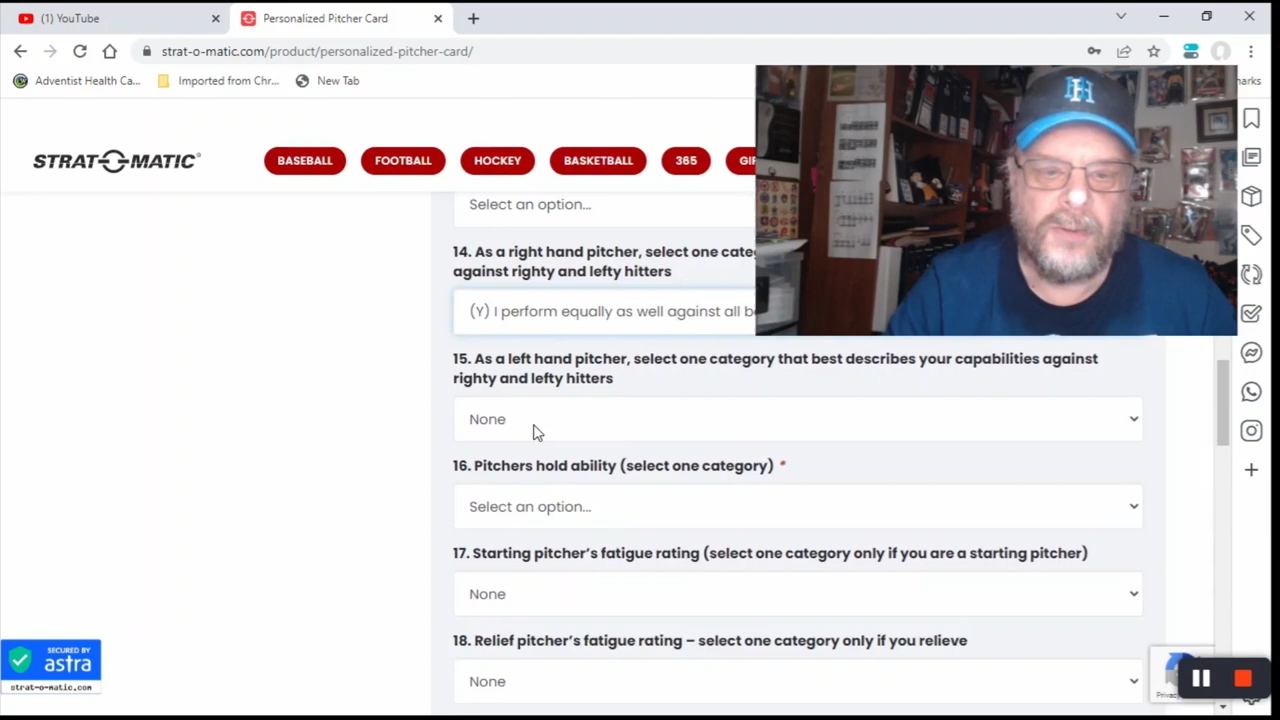 (1) YouTube
Personalized Pitcher Card
strat-o-matic.com/product/personalized-pitcher-card/
Adventist Health Ca...
Imported from Chr...
New Tab
marks
STRAT-O-MATIC
BASEBALL
FOOTBALL
HOCKEY
BASKETBALL
365
GIF
Select an option...
14. As a right hand pitcher, select one cate
against righty and lefty hitters
(Y) I perform equally as well against all b
15. As a left hand pitcher, select one category that best describes your capabilities against
righty and lefty hitters
None
16. Pitchers hold ability (select one category) *
Select an option...
17. Starting pitcher's fatigue rating (select one category only if you are a starting pitcher)
None
18. Relief pitcher's fatigue rating – select one category only if you relieve
None
SECURED BY
astra
strat-o-matic.com
H